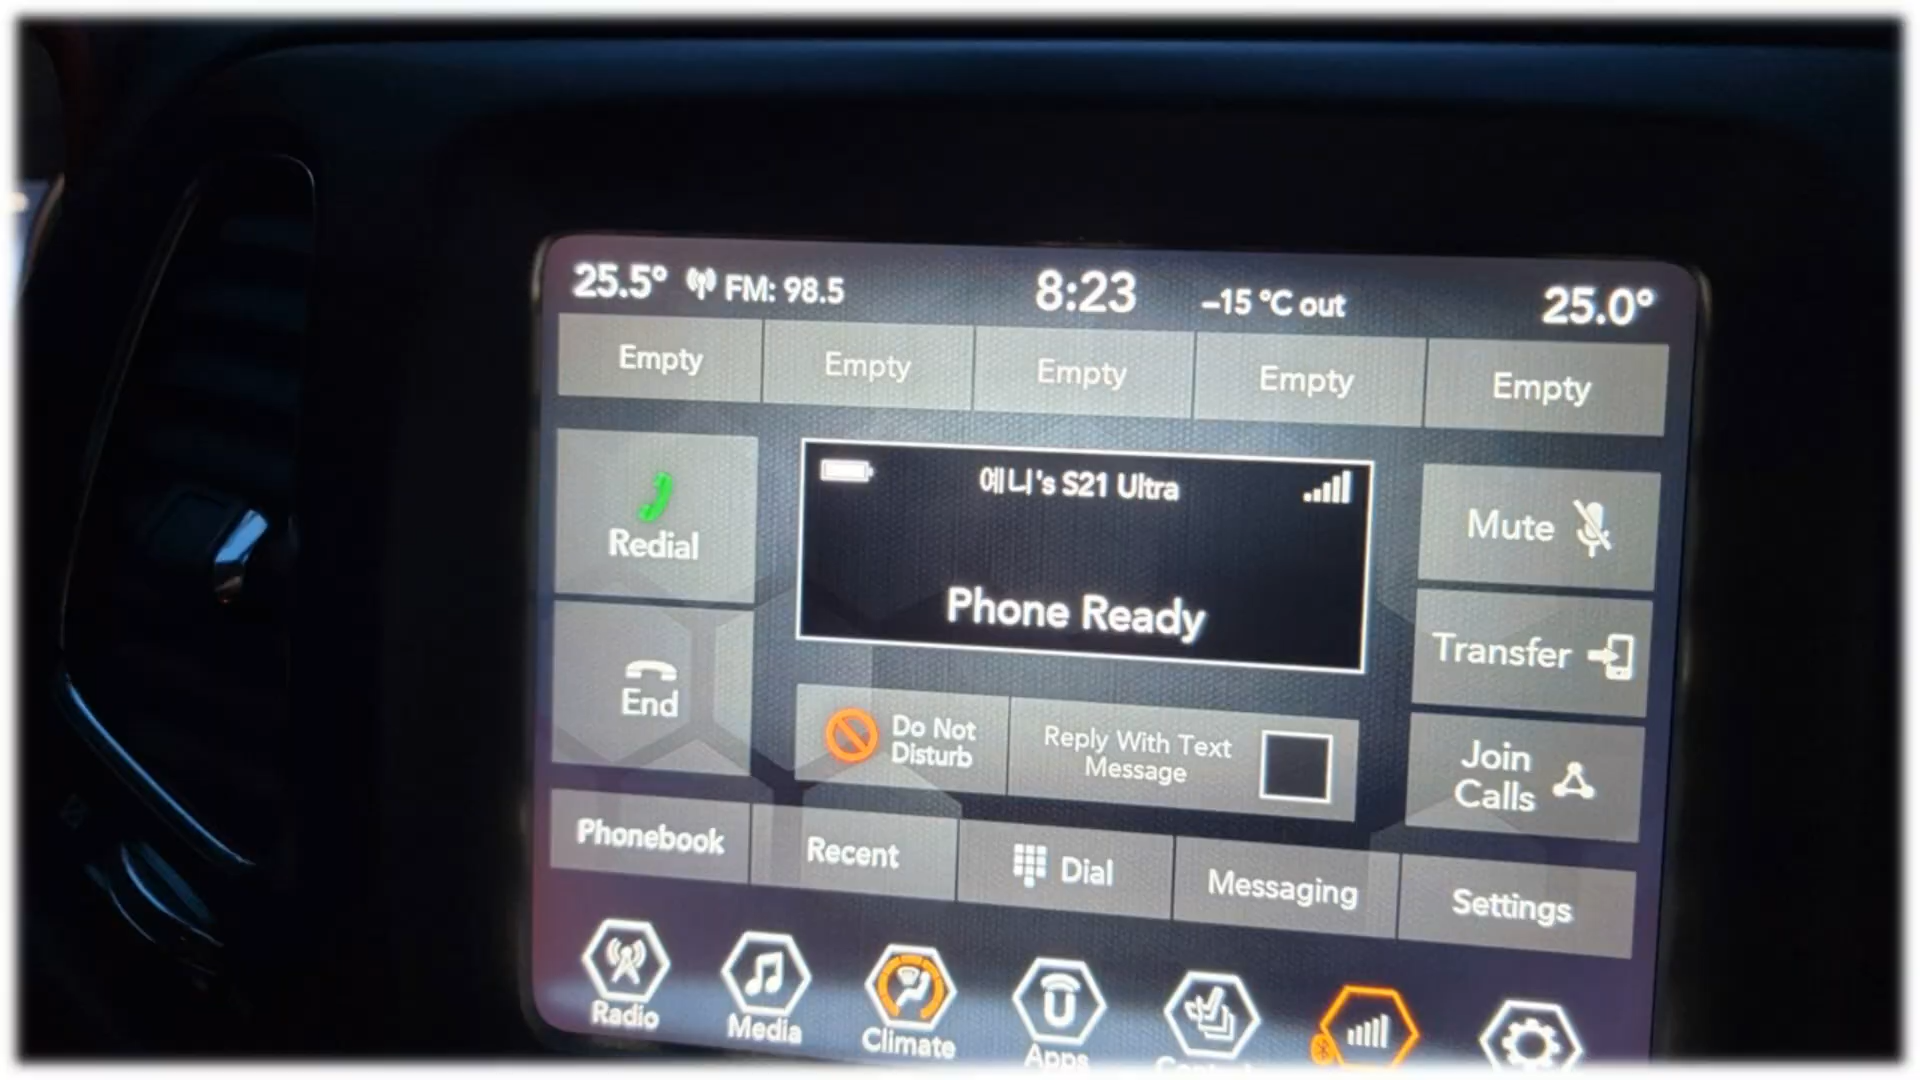 25.5° FM: 98.5 8:23 –15 °C out 25.0°
Empty Empty Empty Empty Empty
예니's S21 Ultra
Redial
Phone Ready
Mute
Transfer
End
Do Not
Disturb
Reply With Text
Message
Join
Calls
Phonebook Recent Dial Messaging Settings
Radio Media Climate Apps